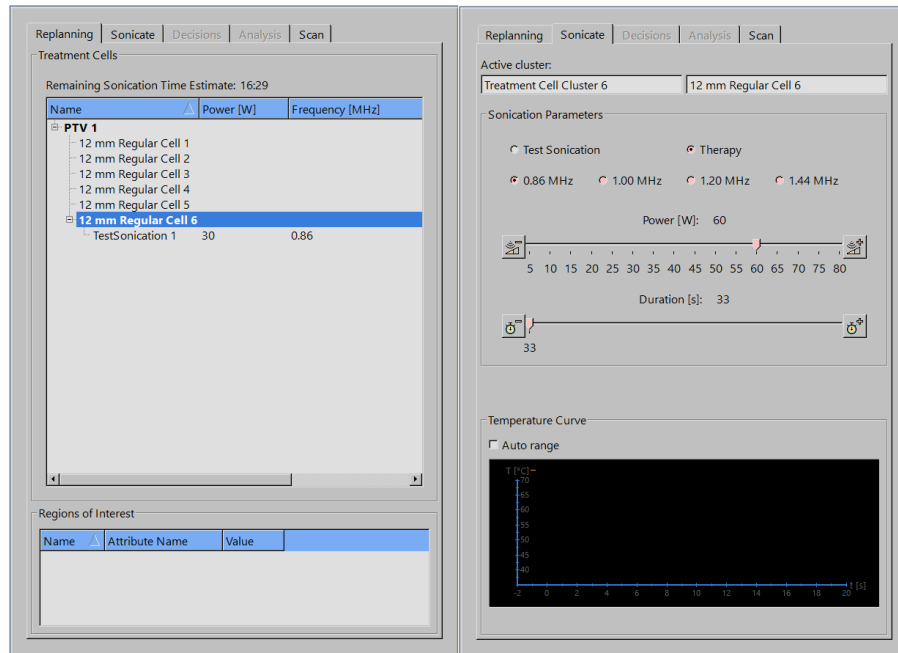 Replanning Sonicate Decisions Analysis Scan
Treatment Cells
Remaining Sonication Time Estimate: 16:29
Name Power [W] Frequency [MHz]
PTV 1
12 mm Regular Cell 1
12 mm Regular Cell 2
12 mm Regular Cell 3
12 mm Regular Cell 4
12 mm Regular Cell 5
12 mm Regular Cell 6
TestSonication 1 30 0.86
Regions of Interest
Name Attribute Name Value
Replanning Sonicate Decisions Analysis Scan
Active cluster:
Treatment Cell Cluster 6 12 mm Regular Cell 6
Sonication Parameters
Test Sonication Therapy
0.86 MHz 1.00 MHz 1.20 MHz 1.44 MHz
Power [W]: 60
5 10 15 20 25 30 35 40 45 50 55 60 65 70 75 80
Duration [s]: 33
33
Temperature Curve
Auto range
T [°C]
70
65
60
55
50
45
40
-2 0 2 4 6 8 10 12 14 16 18 20 t [s]